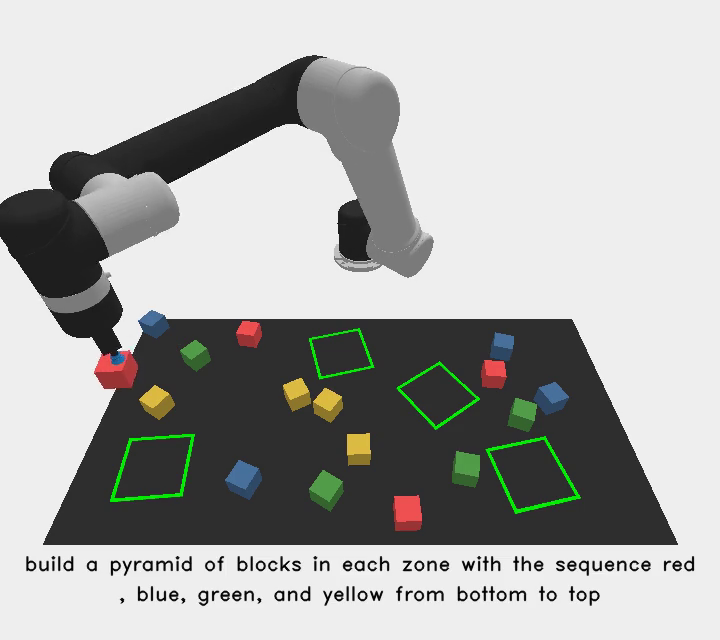 build a pyramid of blocks in each zone with the sequence red
, blue, green, and yellow from bottom to top